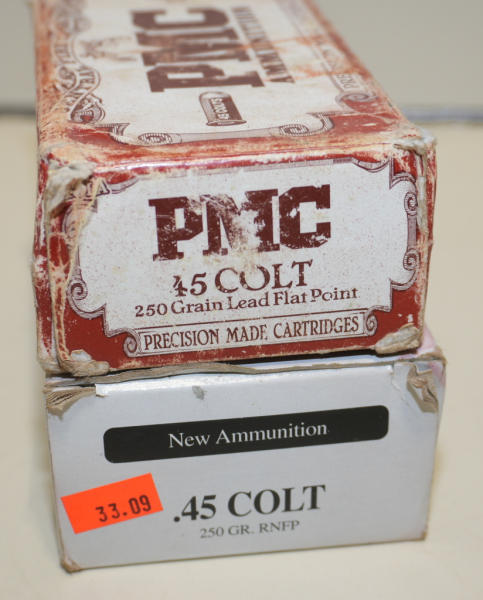 PMC
PMC
45 COLT
250 Grain Lead Flat Point
PRECISION MADE CARTRIDGES
New Ammunition
33.09
.45 COLT
250 GR. RNFP